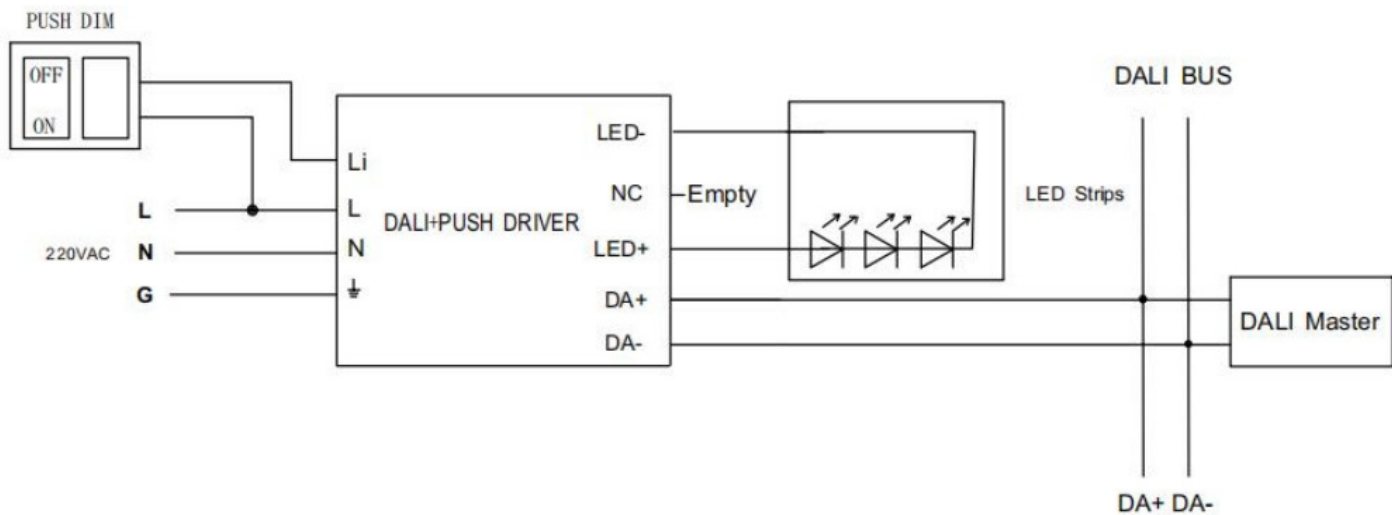 PUSH DIM
OFF
ON
DALI BUS
LED-
Li
NC
Empty
LED Strips
L
L
DALI+PUSH DRIVER
220VAC
N
N
LED+
G
DA+
DALI Master
DA-
DA+ DA-